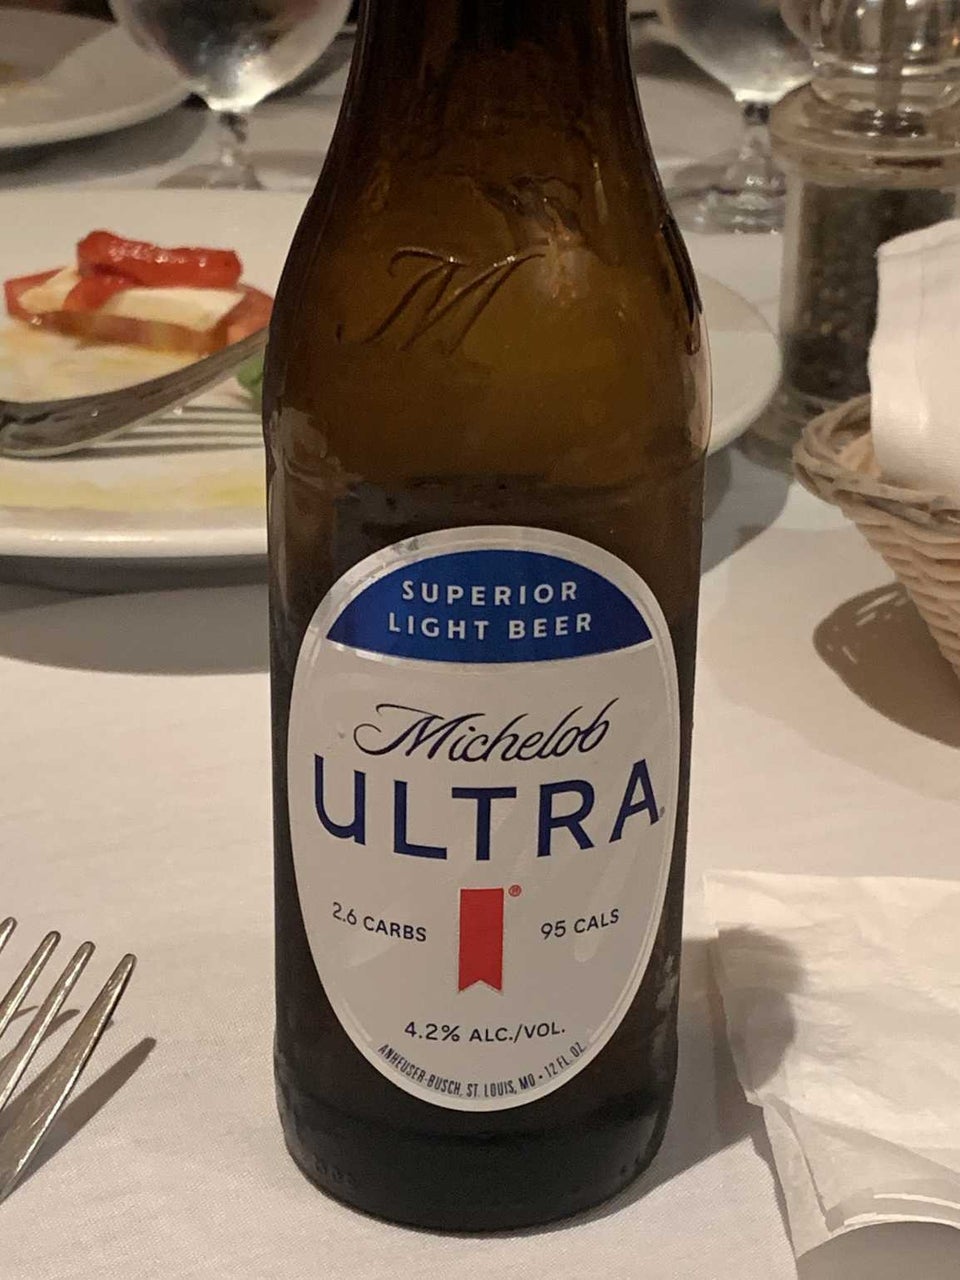 M
SUPERIOR
LIGHT BEER
Michelob
ULTRA
2.6 CARBS
95 CALS
4.2% ALC./VOL.
ANHEUSER-BUSCH, ST. LOUIS, MO • 12 FL. OZ.